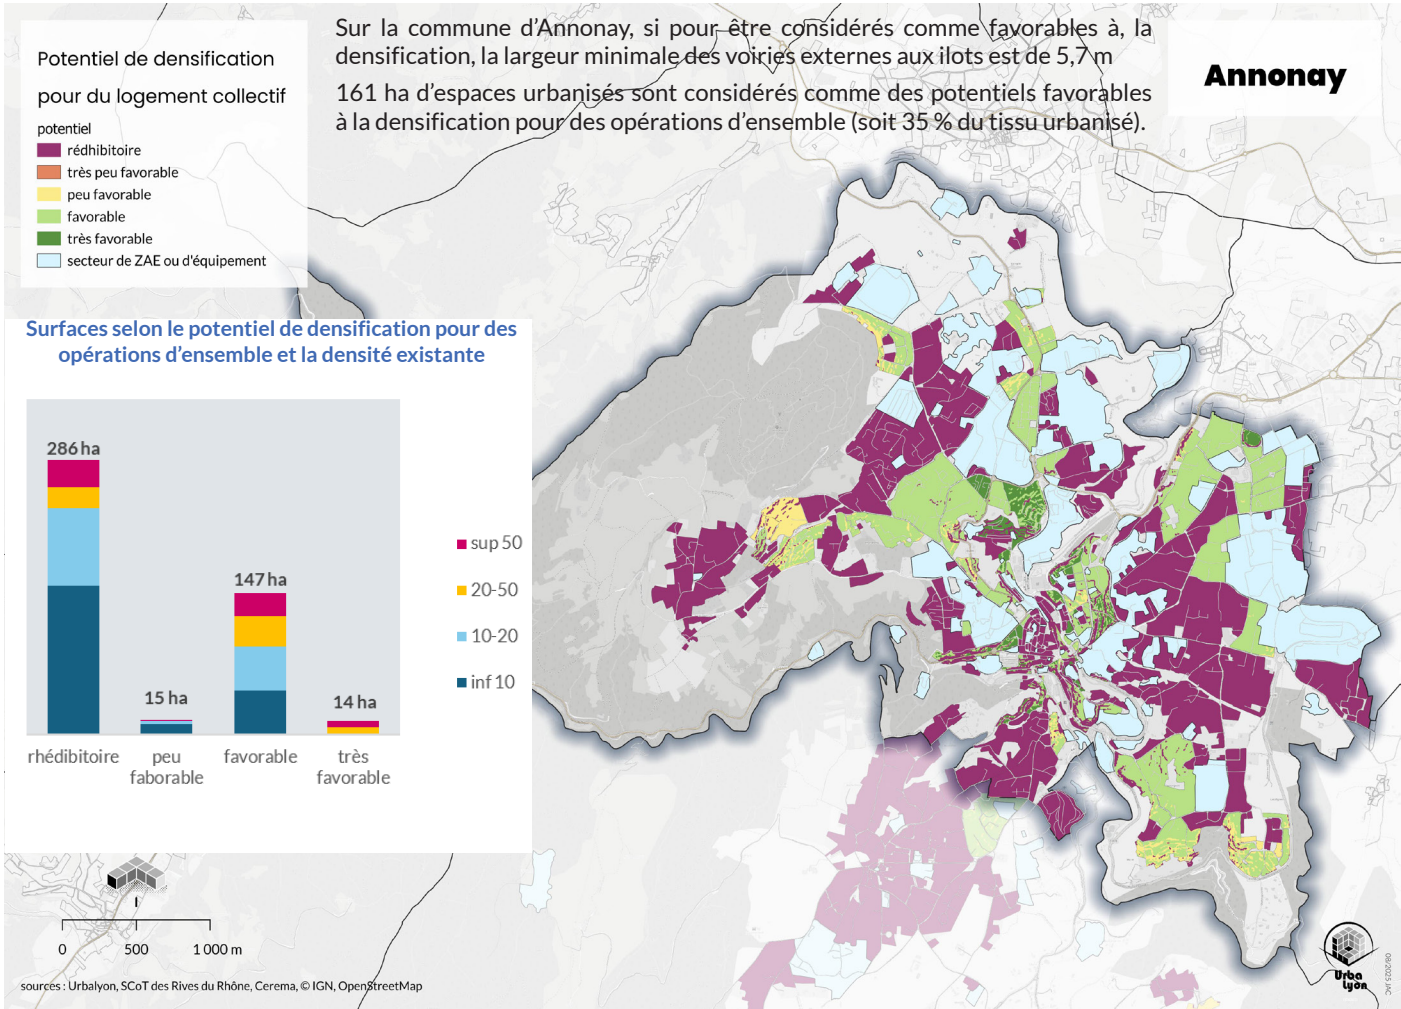 Sur la commune d'Annonay, si pour être considérés comme favorables à, la
densification, la largeur minimale des voiries externes aux ilots est de 5,7 m
161 ha d'espaces urbanisés sont considérés comme des potentiels favorables
à la densification pour des opérations d'ensemble (soit 35 % du tissu urbanisé).
Annonay
Potentiel de densification
pour du logement collectif
potentiel
rédhibitoire
très peu favorable
peu favorable
favorable
très favorable
secteur de ZAE ou d'équipement
Surfaces selon le potentiel de densification pour des
opérations d'ensemble et la densité existante
286 ha
15 ha
147 ha
14 ha
rhédibitoire
peu
faborable
favorable
très
favorable
sup 50
20-50
10-20
inf 10
0 500 1 000 m
sources : Urbalyon, SCoT des Rives du Rhône, Cerema, © IGN, OpenStreetMap
Urba
Lyon
08/2025 JAC